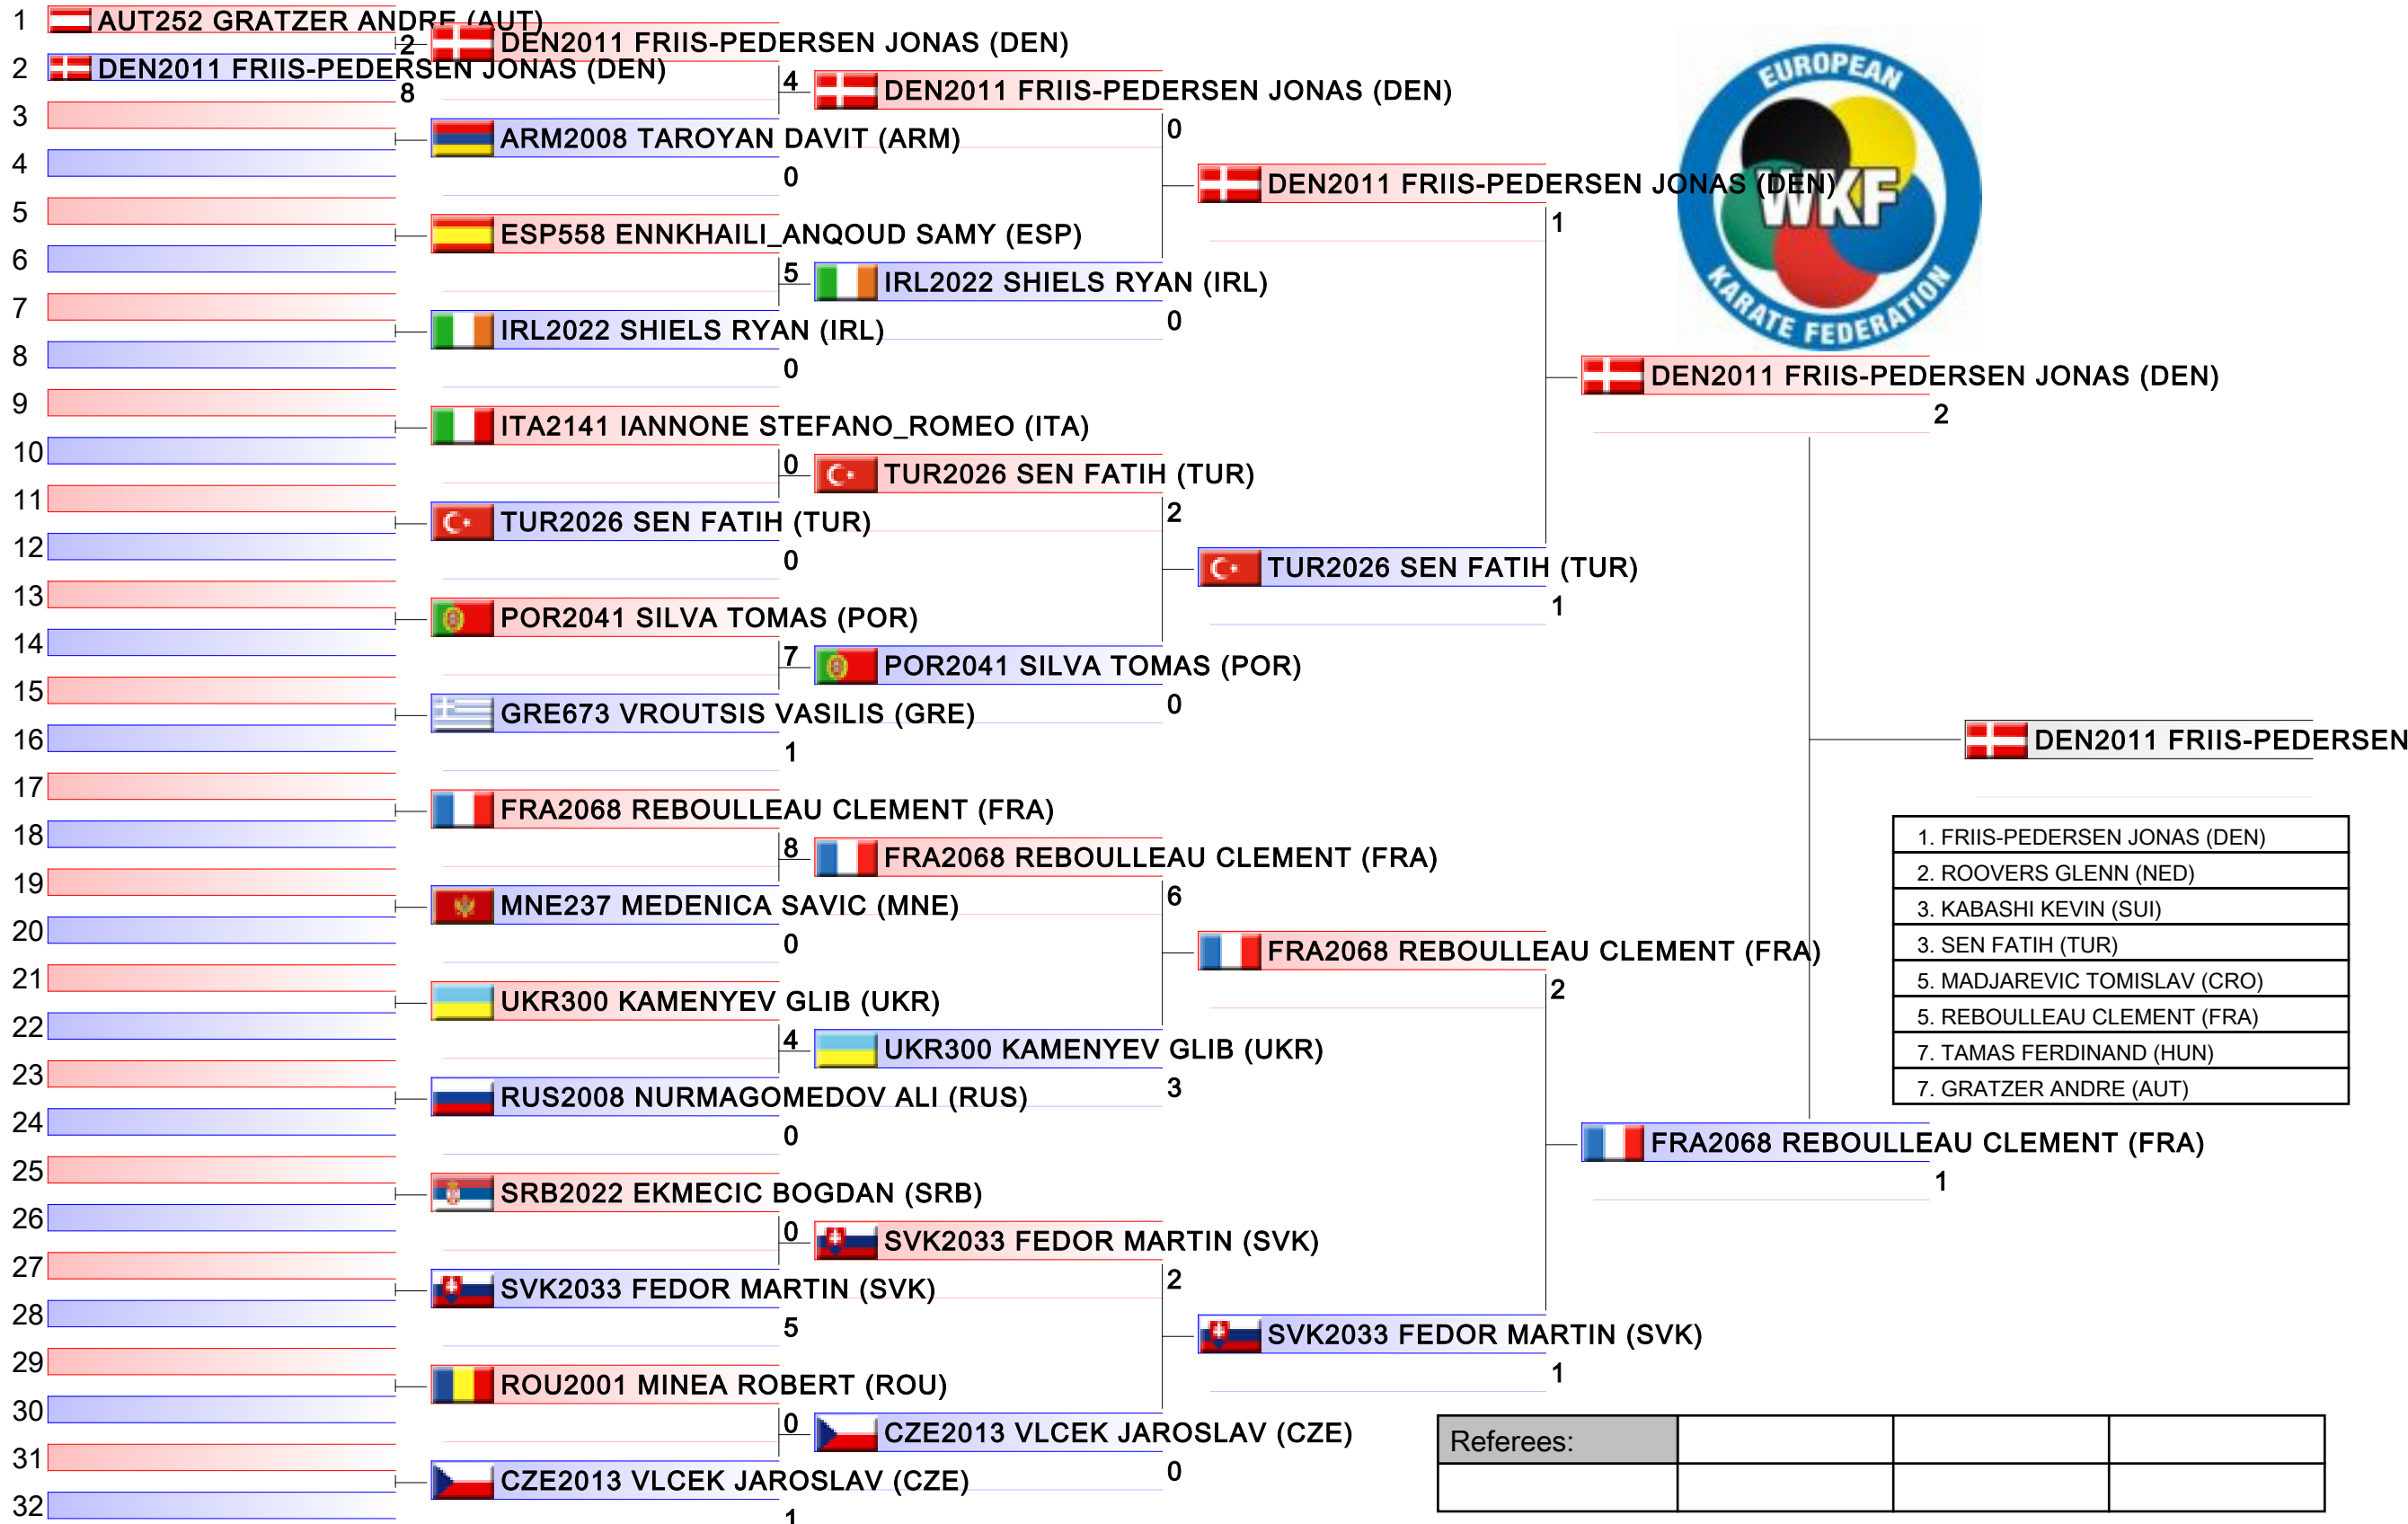 1 AUT252 GRATZER ANDRE (AUT)
2
DEN2011 FRIIS-PEDERSEN JONAS (DEN)
2 DEN2011 FRIIS-PEDERSEN JONAS (DEN)
8
4
DEN2011 FRIIS-PEDERSEN JONAS (DEN)
3
0
ARM2008 TAROYAN DAVIT (ARM)
4
0
DEN2011 FRIIS-PEDERSEN JONAS (DEN)
1
5
ESP558 ENNKHAILI_ANQOUD SAMY (ESP)
6
5
IRL2022 SHIELS RYAN (IRL)
7
0
IRL2022 SHIELS RYAN (IRL)
8
0
DEN2011 FRIIS-PEDERSEN JONAS (DEN)
2
9
ITA2141 IANNONE STEFANO_ROMEO (ITA)
10
0
TUR2026 SEN FATIH (TUR)
11
2
TUR2026 SEN FATIH (TUR)
12
0
TUR2026 SEN FATIH (TUR)
1
13
POR2041 SILVA TOMAS (POR)
14
7
POR2041 SILVA TOMAS (POR)
15
0
GRE673 VROUTSIS VASILIS (GRE)
16
1
DEN2011 FRIIS-PEDERSEN
17
FRA2068 REBOULLEAU CLEMENT (FRA)
18
8
FRA2068 REBOULLEAU CLEMENT (FRA)
19
6
MNE237 MEDENICA SAVIC (MNE)
20
0
FRA2068 REBOULLEAU CLEMENT (FRA)
2
21
UKR300 KAMENYEV GLIB (UKR)
22
4
UKR300 KAMENYEV GLIB (UKR)
23
3
RUS2008 NURMAGOMEDOV ALI (RUS)
24
0
FRA2068 REBOULLEAU CLEMENT (FRA)
1
25
SRB2022 EKMECIC BOGDAN (SRB)
26
0
SVK2033 FEDOR MARTIN (SVK)
27
2
SVK2033 FEDOR MARTIN (SVK)
28
5
SVK2033 FEDOR MARTIN (SVK)
1
29
ROU2001 MINEA ROBERT (ROU)
30
0
CZE2013 VLCEK JAROSLAV (CZE)
31
0
CZE2013 VLCEK JAROSLAV (CZE)
32
1
EUROPEAN
WKF
KARATE FEDERATION
1. FRIIS-PEDERSEN JONAS (DEN)
2. ROOVERS GLENN (NED)
3. KABASHI KEVIN (SUI)
3. SEN FATIH (TUR)
5. MADJAREVIC TOMISLAV (CRO)
5. REBOULLEAU CLEMENT (FRA)
7. TAMAS FERDINAND (HUN)
7. GRATZER ANDRE (AUT)
Referees: